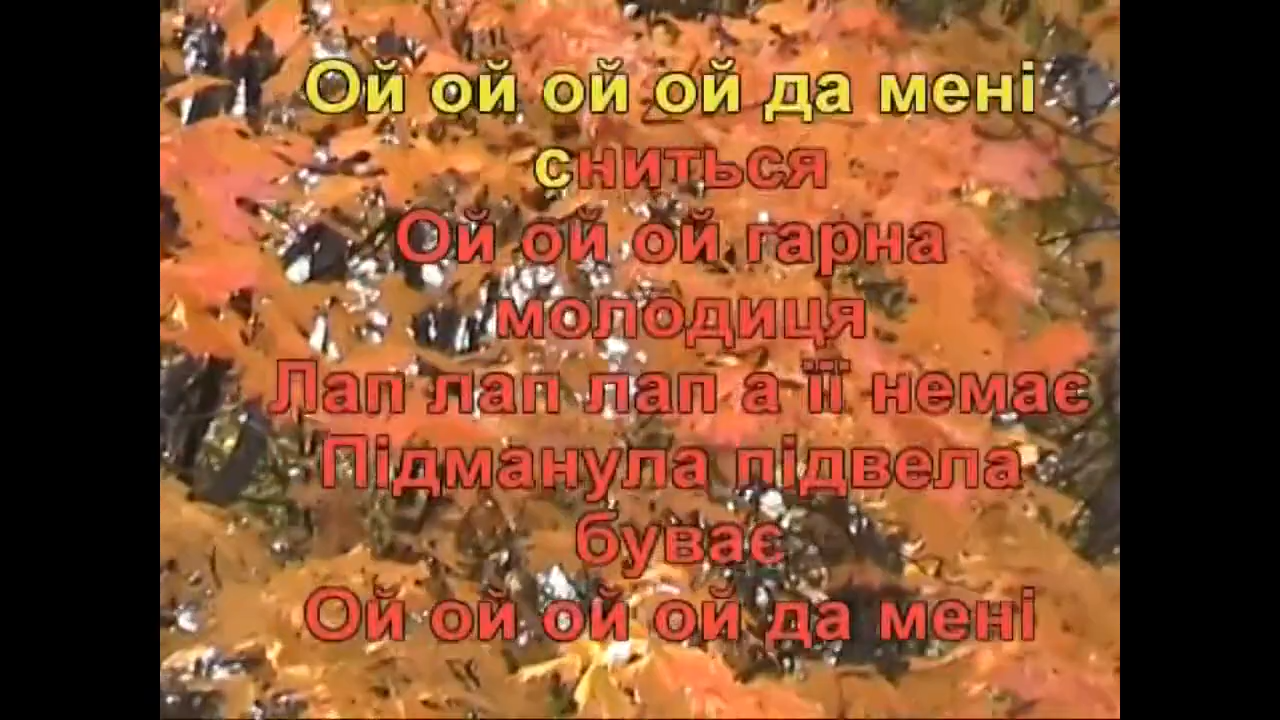 Ой ой ой ой да мені
сниться
Ой ой ой гарна
молодиця
Лап лап лап а її немає
Підманула підвела
буває
Ой ой ой ой да мені